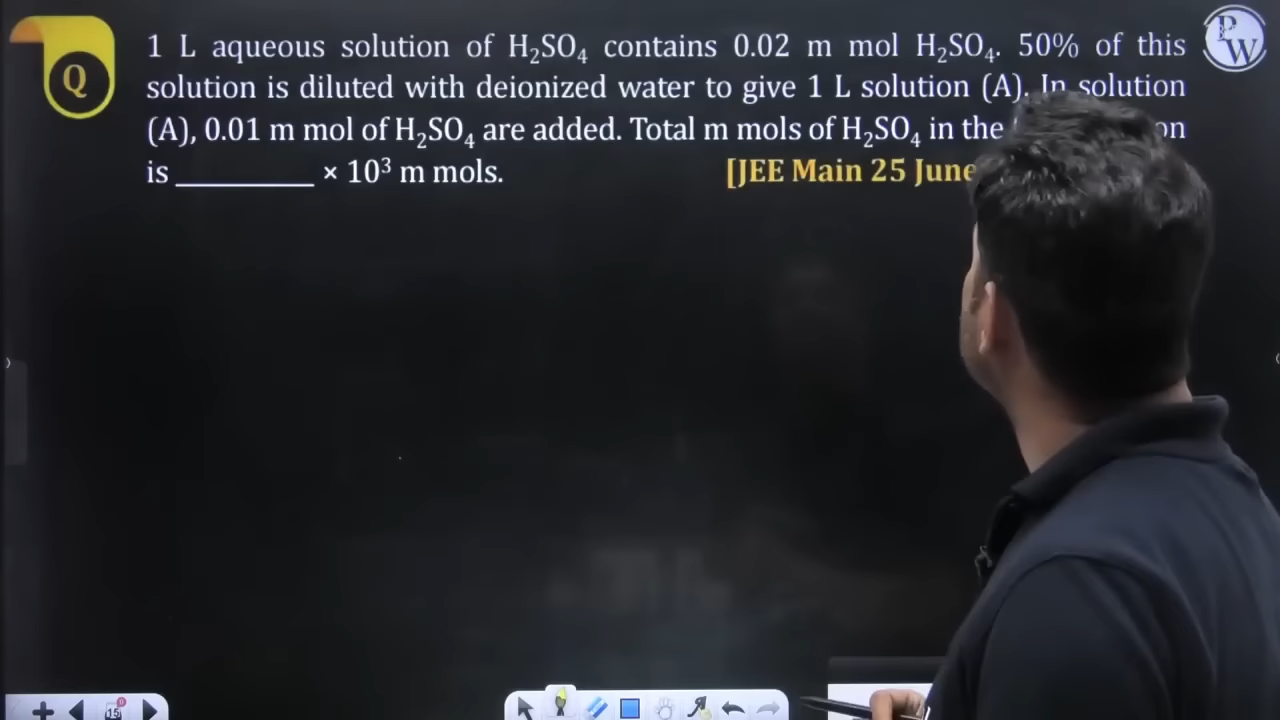 Q
1 L aqueous solution of H₂SO₄ contains 0.02 m mol H₂SO₄. 50% of this
solution is diluted with deionized water to give 1 L solution (A). In solution
(A), 0.01 m mol of H₂SO₄ are added. Total m mols of H₂SO₄ in the on
is __________ × 10³ m mols.
[JEE Main 25 June
P
W
15